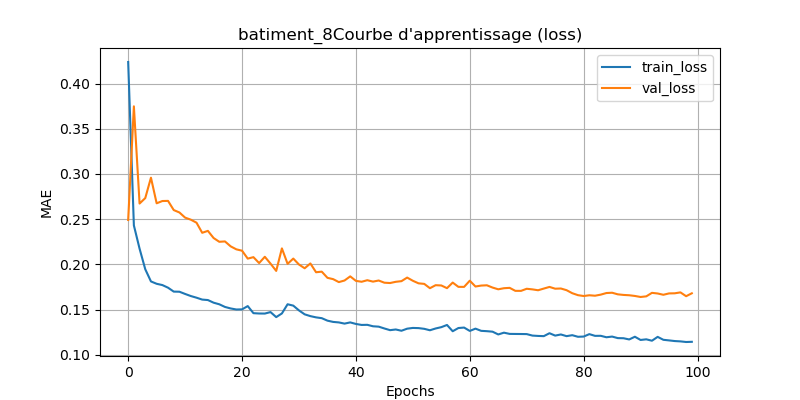 batiment_8Courbe d'apprentissage (loss)
train_loss
val_loss
0.40
0.35
0.30
0.25
0.20
0.15
0.10
MAE
0
20
40
60
80
100
Epochs